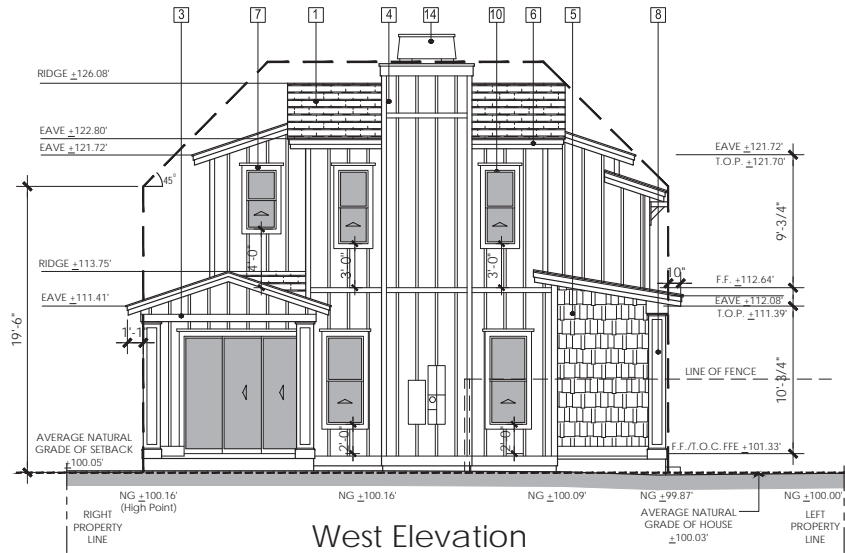 3 7 1 4 14 6 10 5 8
RIDGE ±126.08'
EAVE ±122.80'
EAVE ±121.72'
EAVE ±121.72'
T.O.P. ±121.70'
45°
9'-3/4"
4'-0"
3'-0"
3'-0"
10"
RIDGE ±113.75'
F.F. ±112.64'
EAVE ±111.41'
EAVE ±112.08'
T.O.P. ±111.39'
19'-6"
1'-1
LINE OF FENCE
10'-3/4"
2'-0"
2'-0"
AVERAGE NATURAL
GRADE OF SETBACK
±100.05'
F.F./T.O.C. FFE ±101.33'
NG ±100.16'
(High Point)
NG ±100.16'
NG ±100.09'
NG ±99.87'
NG ±100.00'
RIGHT
PROPERTY
LINE
AVERAGE NATURAL
GRADE OF HOUSE
±100.03'
LEFT
PROPERTY
LINE
West Elevation